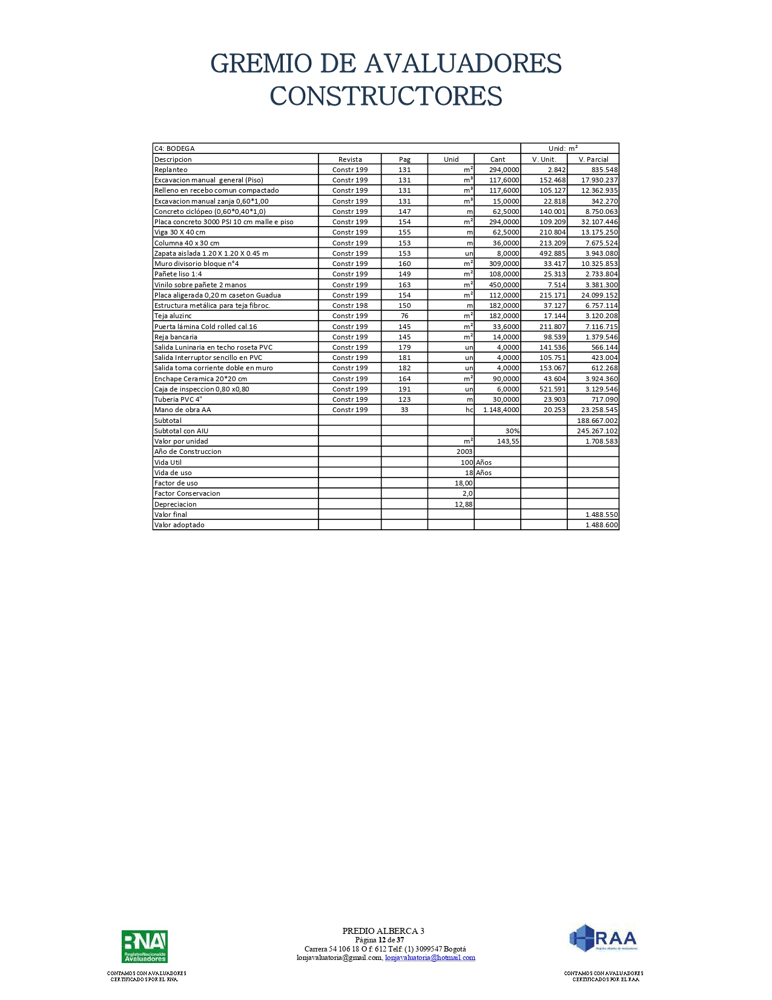 GREMIO DE AVALUADORES
CONSTRUCTORES
C4: BODEGA Unid: m²
Descripcion Revista Pag Unid Cant V. Unit. V. Parcial
Replanteo Constr 199 131 m² 294,0000 2.842 835.548
Excavacion manual general (Piso) Constr 199 131 m³ 117,6000 152.468 17.930.237
Relleno en recebo comun compactado Constr 199 131 m³ 117,6000 105.127 12.362.935
Excavacion manual zanja 0,60*1,00 Constr 199 131 m³ 15,0000 22.818 342.270
Concreto ciclópeo (0,60*0,40*1,0) Constr 199 147 m 62,5000 140.001 8.750.063
Placa concreto 3000 PSI 10 cm malle e piso Constr 199 154 m² 294,0000 109.209 32.107.446
Viga 30 X 40 cm Constr 199 155 m 62,5000 210.804 13.175.250
Columna 40 x 30 cm Constr 199 153 m 36,0000 213.209 7.675.524
Zapata aislada 1.20 X 1.20 X 0.45 m Constr 199 153 un 8,0000 492.885 3.943.080
Muro divisorio bloque n°4 Constr 199 160 m² 309,0000 33.417 10.325.853
Pañete liso 1:4 Constr 199 149 m² 108,0000 25.313 2.733.804
Vinilo sobre pañete 2 manos Constr 199 163 m² 450,0000 7.514 3.381.300
Placa aligerada 0,20 m caseton Guadua Constr 199 154 m² 112,0000 215.171 24.099.152
Estructura metálica para teja fibroc. Constr 198 150 m 182,0000 37.127 6.757.114
Teja aluzinc Constr 199 76 m² 182,0000 17.144 3.120.208
Puerta lámina Cold rolled cal.16 Constr 199 145 m² 33,6000 211.807 7.116.715
Reja bancaria Constr 199 145 m² 14,0000 98.539 1.379.546
Salida Luninaria en techo roseta PVC Constr 199 179 un 4,0000 141.536 566.144
Salida Interruptor sencillo en PVC Constr 199 181 un 4,0000 105.751 423.004
Salida toma corriente doble en muro Constr 199 182 un 4,0000 153.067 612.268
Enchape Ceramica 20*20 cm Constr 199 164 m² 90,0000 43.604 3.924.360
Caja de inspeccion 0,80 x0,80 Constr 199 191 un 6,0000 521.591 3.129.546
Tuberia PVC 4" Constr 199 123 m 30,0000 23.903 717.090
Mano de obra AA Constr 199 33 hc 1.148,4000 20.253 23.258.545
Subtotal 188.667.002
Subtotal con AIU 30% 245.267.102
Valor por unidad m² 143,55 1.708.583
Año de Construccion 2003
Vida Util 100 Años
Vida de uso 18 Años
Factor de uso 18,00
Factor Conservacion 2,0
Depreciacion 12,88
Valor final 1.488.550
Valor adoptado 1.488.600
PREDIO ALBERCA 3
Página 12 de 37
Carrera 54 106 18 O f: 612 Telf: (1) 3099547 Bogotá
lonjavaluatoria@gmail.com, lonjavaluatoria@hotmail.com
RNA
Registro Nacional de
Avaluadores
CONTAMOS CON AVALUADORES
CERTIFICADOS POR EL RNA.
RAA
Registro Abierto de Avaluadores
CONTAMOS CON AVALUADORES
CERTIFICADOS POR EL RAA